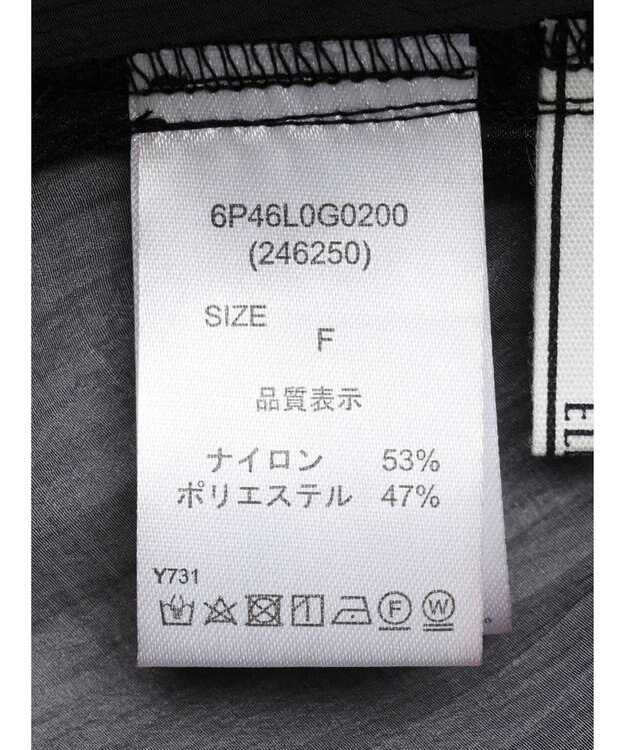 6P46L0G0200
(246250)
SIZE
F
品質表示
ナイロン 53%
ポリエステル 47%
Y731
F W
EL